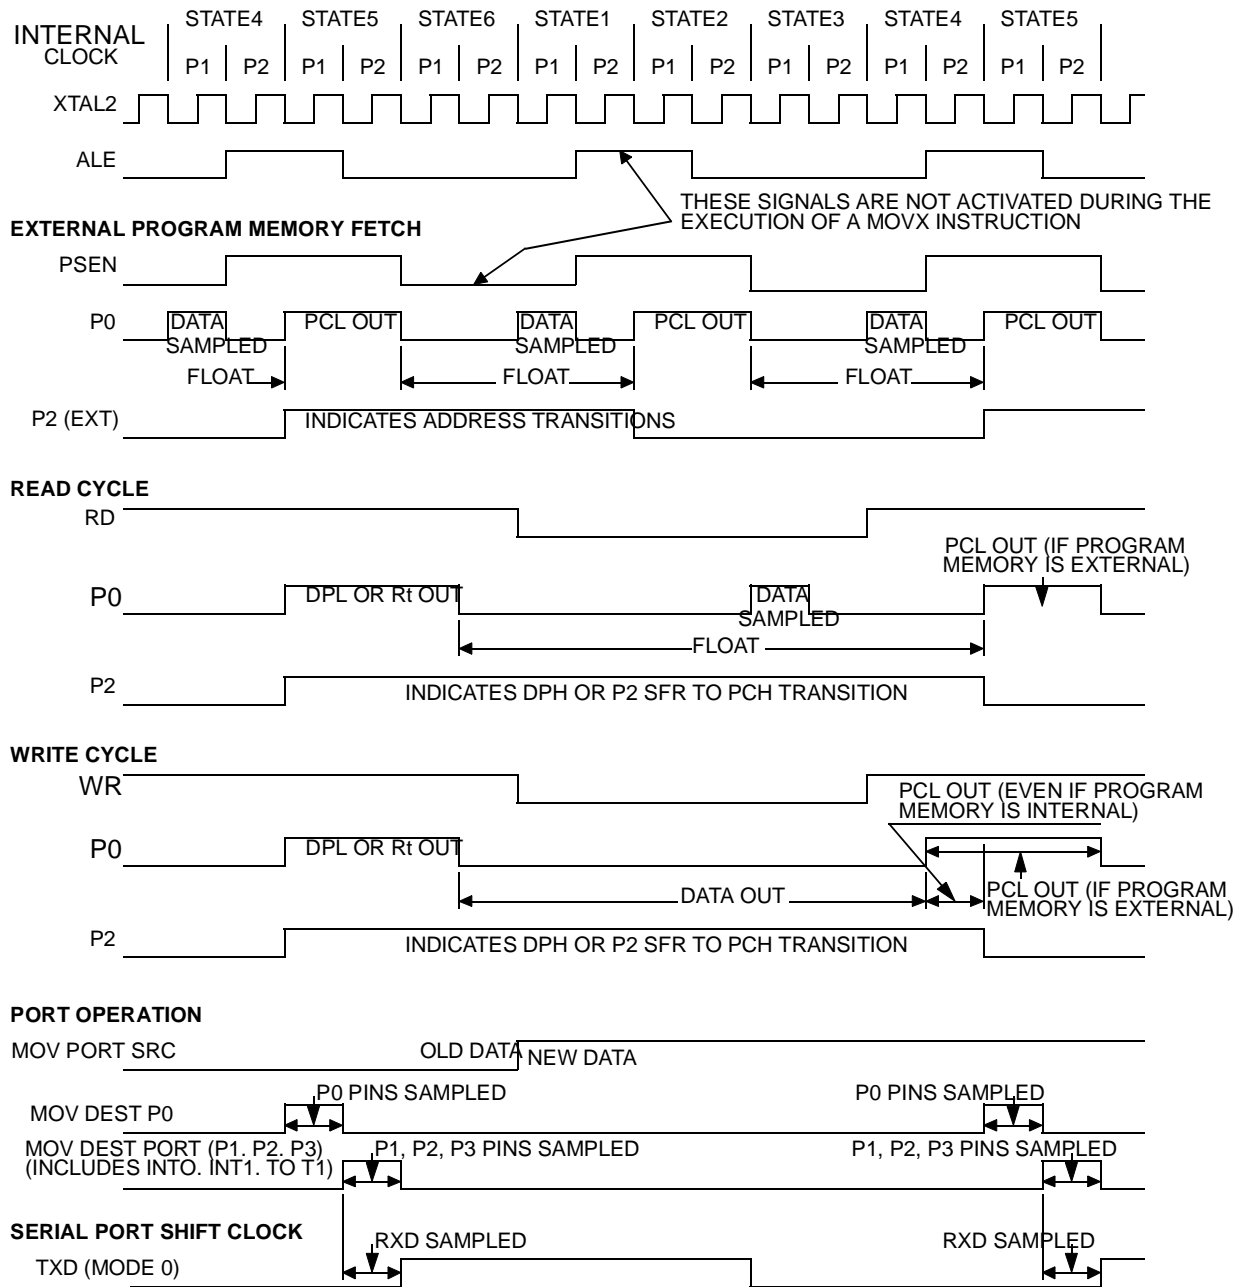 INTERNAL
CLOCK
STATE4 STATE5 STATE6 STATE1 STATE2 STATE3 STATE4 STATE5
P1 P2 P1 P2 P1 P2 P1 P2 P1 P2 P1 P2 P1 P2 P1 P2
XTAL2
ALE
THESE SIGNALS ARE NOT ACTIVATED DURING THE
EXECUTION OF A MOVX INSTRUCTION
EXTERNAL PROGRAM MEMORY FETCH
PSEN
P0
DATA PCL OUT DATA PCL OUT DATA PCL OUT
SAMPLED SAMPLED SAMPLED
FLOAT FLOAT FLOAT
P2 (EXT)
INDICATES ADDRESS TRANSITIONS
READ CYCLE
RD
PCL OUT (IF PROGRAM
MEMORY IS EXTERNAL)
P0
DPL OR Rt OUT
DATA
SAMPLED
FLOAT
P2
INDICATES DPH OR P2 SFR TO PCH TRANSITION
WRITE CYCLE
WR
PCL OUT (EVEN IF PROGRAM
MEMORY IS INTERNAL)
P0
DPL OR Rt OUT
DATA OUT
PCL OUT (IF PROGRAM
MEMORY IS EXTERNAL)
P2
INDICATES DPH OR P2 SFR TO PCH TRANSITION
PORT OPERATION
MOV PORT SRC
OLD DATA NEW DATA
P0 PINS SAMPLED P0 PINS SAMPLED
MOV DEST P0
MOV DEST PORT (P1. P2. P3)
(INCLUDES INTO. INT1. TO T1)
P1, P2, P3 PINS SAMPLED P1, P2, P3 PINS SAMPLED
SERIAL PORT SHIFT CLOCK
RXD SAMPLED RXD SAMPLED
TXD (MODE 0)